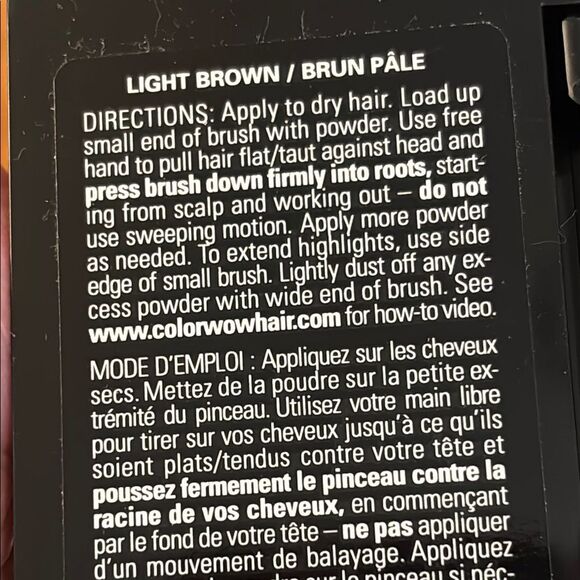 LIGHT BROWN / BRUN PÂLE
DIRECTIONS: Apply to dry hair. Load up
small end of brush with powder. Use free
hand to pull hair flat/taut against head and
press brush down firmly into roots, start-
ing from scalp and working out – do not
use sweeping motion. Apply more powder
as needed. To extend highlights, use side
edge of small brush. Lightly dust off any ex-
cess powder with wide end of brush. See
www.colorwowhair.com for how-to video.
MODE D'EMPLOI : Appliquez sur les cheveux
secs. Mettez de la poudre sur la petite ex-
trémité du pinceau. Utilisez votre main libre
pour tirer sur vos cheveux jusqu'à ce qu'ils
soient plats/tendus contre votre tête et
poussez fermement le pinceau contre la
racine de vos cheveux, en commençant
par le fond de votre tête – ne pas appliquer
d'un mouvement de balayage. Appliquez
sur le pinceau si néc-